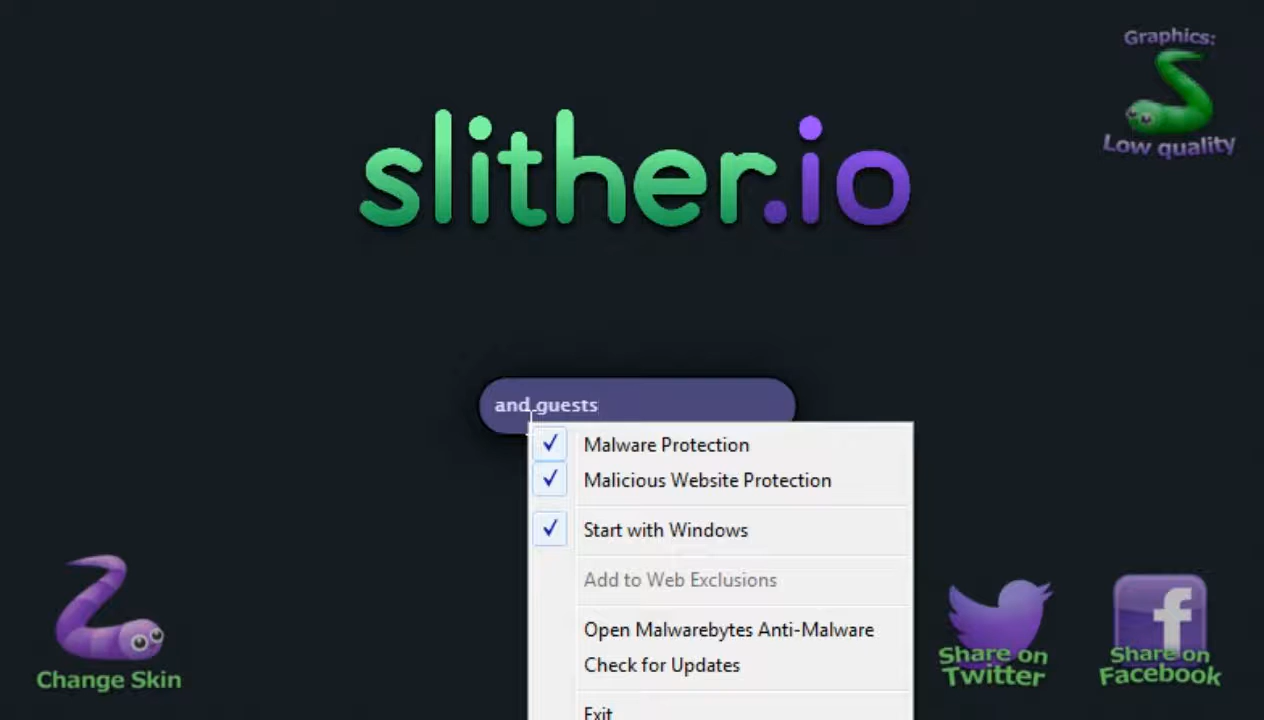 Graphics:
Low quality
slither.io
and guests
Malware Protection
Malicious Website Protection
Start with Windows
Add to Web Exclusions
Open Malwarebytes Anti-Malware
Check for Updates
Exit
Change Skin
Share on
Twitter
f
Share on
Facebook